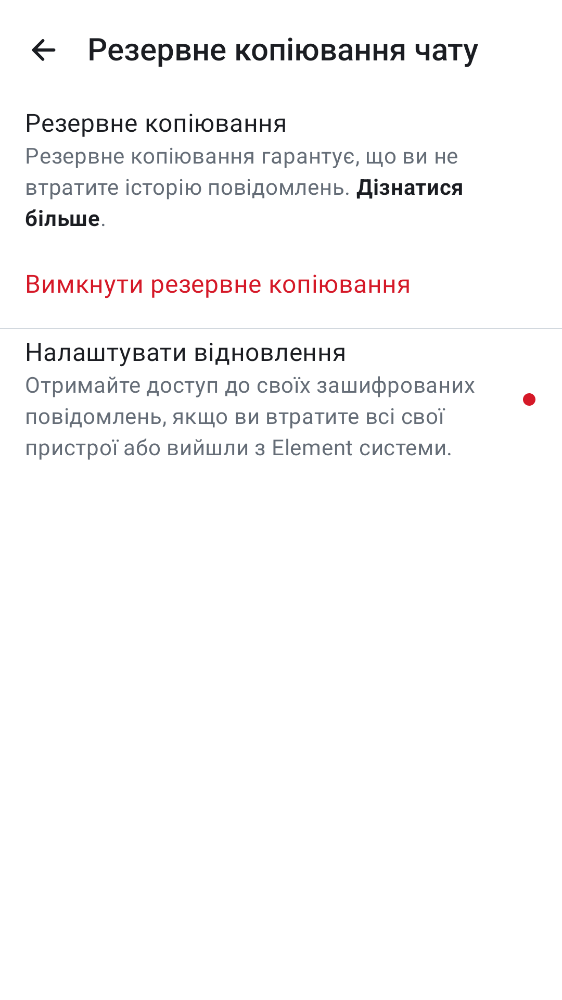 Резервне копіювання чату
Резервне копіювання
Резервне копіювання гарантує, що ви не
втратите історію повідомлень. Дізнатися
більше.
Вимкнути резервне копіювання
Налаштувати відновлення
Отримайте доступ до своїх зашифрованих
повідомлень, якщо ви втратите всі свої
пристрої або вийшли з Element системи.